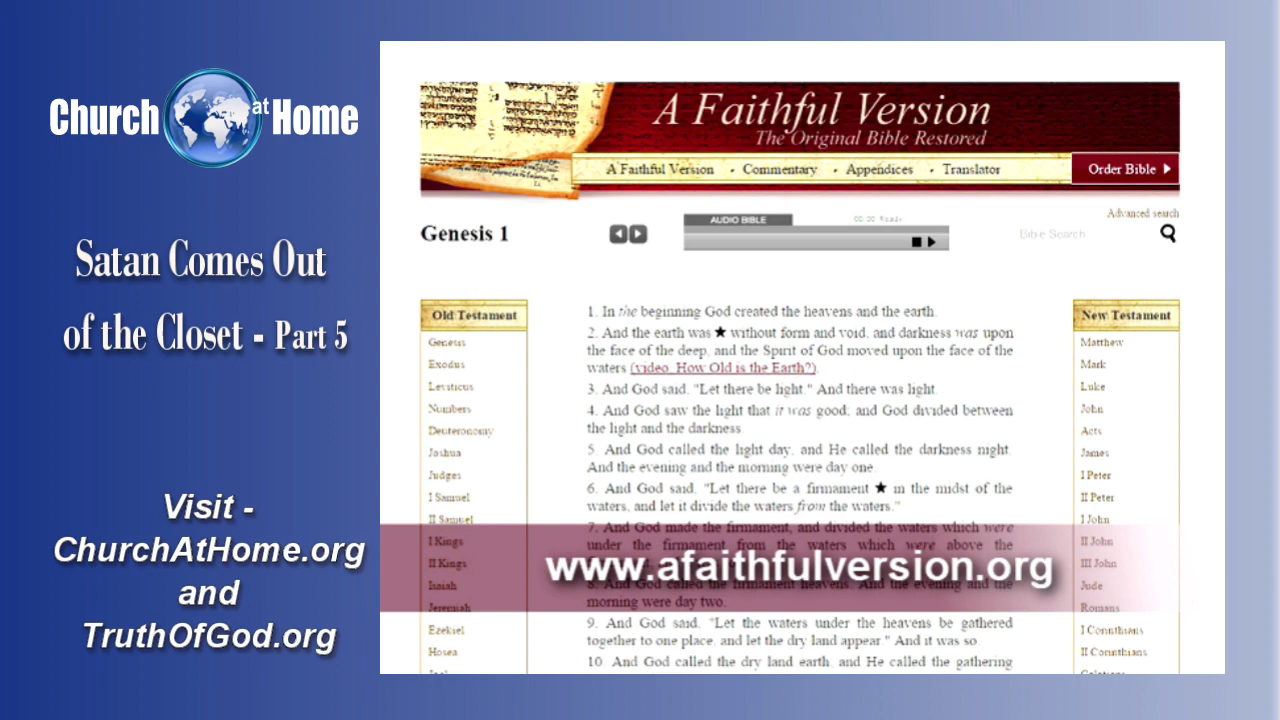 Church at Home
Satan Comes Out
of the Closet - Part 5
Visit -
ChurchAtHome.org
and
TruthOfGod.org
A Faithful Version
The Original Bible Restored
A Faithful Version • Commentary • Appendices • Translator
Order Bible
Advanced search
Genesis 1
AUDIO BIBLE
Bible Search
Old Testament
Genesis
Exodus
Leviticus
Numbers
Deuteronomy
Joshua
Judges
I Samuel
II Samuel
I Kings
II Kings
Isaiah
Jeremiah
Ezekiel
Hosea
1. In the beginning God created the heavens and the earth.
2. And the earth was ★ without form and void, and darkness was upon
the face of the deep, and the Spirit of God moved upon the face of the
waters (video, How Old is the Earth?).
3. And God said, "Let there be light." And there was light.
4. And God saw the light that it was good; and God divided between
the light and the darkness
5. And God called the light day, and He called the darkness night.
And the evening and the morning were day one.
6. And God said, "Let there be a firmament ★ in the midst of the
waters, and let it divide the waters from the waters."
7. And God made the firmament, and divided the waters which were
under the firmament from the waters which were above the
8. And God called the firmament heavens. And the evening and the
morning were day two.
9. And God said, "Let the waters under the heavens be gathered
together to one place, and let the dry land appear." And it was so.
10. And God called the dry land earth, and He called the gathering
www.afaithfulversion.org
New Testament
Matthew
Mark
Luke
John
Acts
James
I Peter
II Peter
I John
II John
III John
Jude
Romans
I Corinthians
II Corinthians